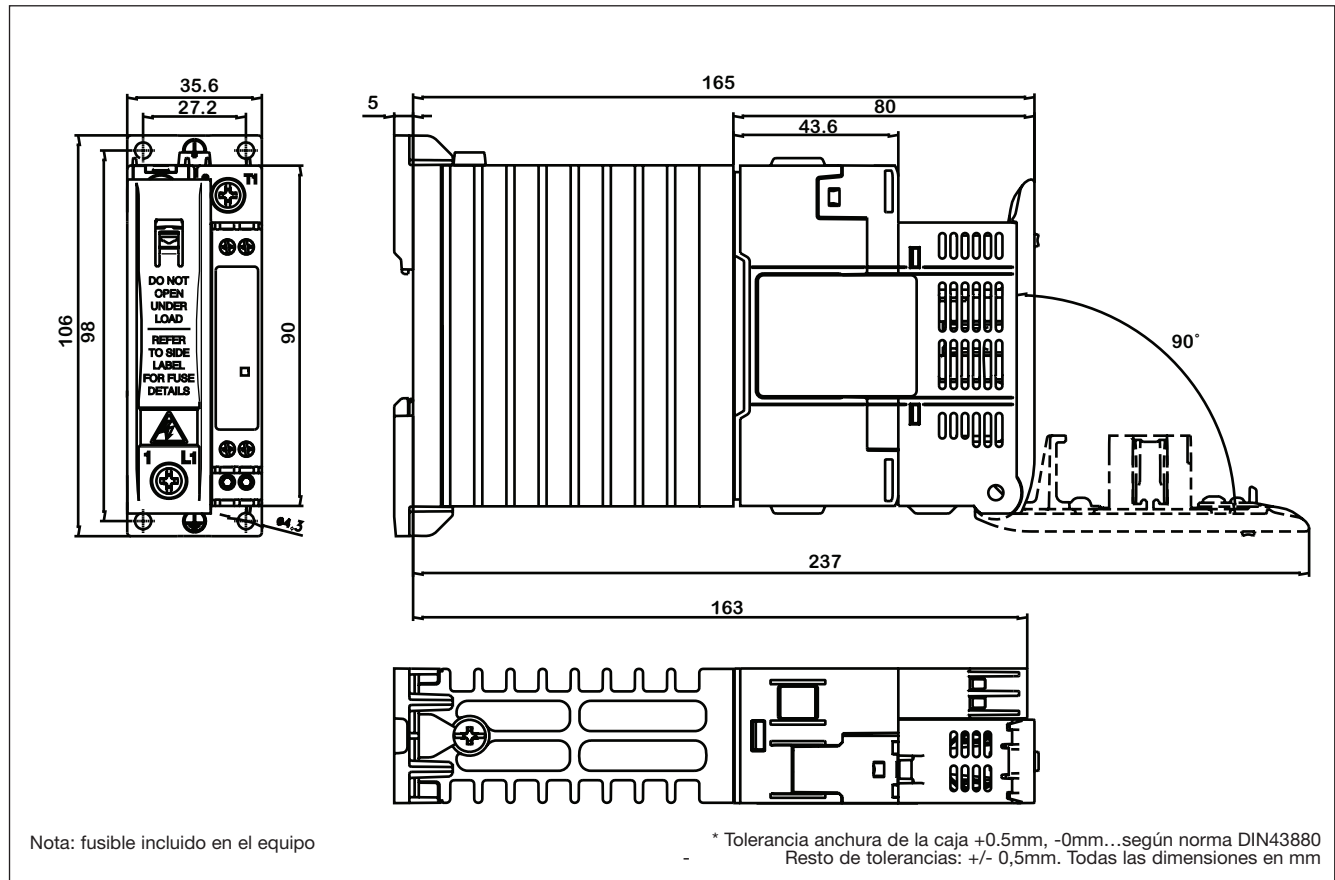 35.6
27.2
5
165
80
43.6
T1
106
98
90
DO NOT
OPEN
UNDER
LOAD
REFER
TO SIDE
LABEL
FOR FUSE
DETAILS
1 L1
ø4.3
90°
237
163
Nota: fusible incluido en el equipo
* Tolerancia anchura de la caja +0.5mm, -0mm...según norma DIN43880
- Resto de tolerancias: +/- 0,5mm. Todas las dimensiones en mm